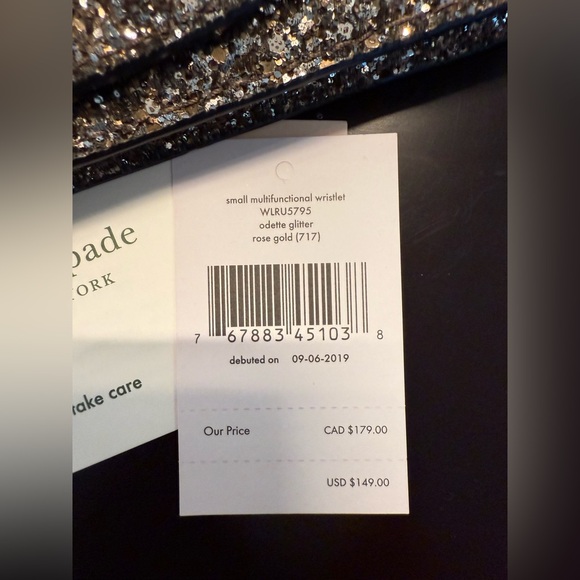 pade
YORK
take care
small multifunctional wristlet
WLRU5795
odette glitter
rose gold (717)
7 67883 45103 8
debuted on 09-06-2019
Our Price CAD $179.00
USD $149.00